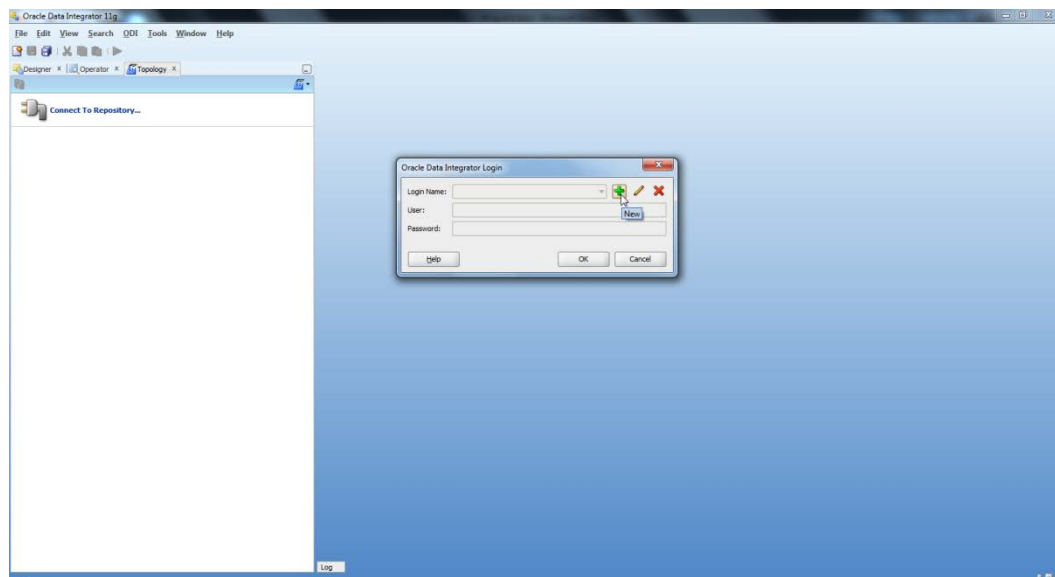 Oracle Data Integrator 11g
File Edit View Search ODI Tools Window Help
Designer × Operator × Topology ×
Connect To Repository...
Oracle Data Integrator Login
Login Name:
New
User:
Password:
Help OK Cancel
Log